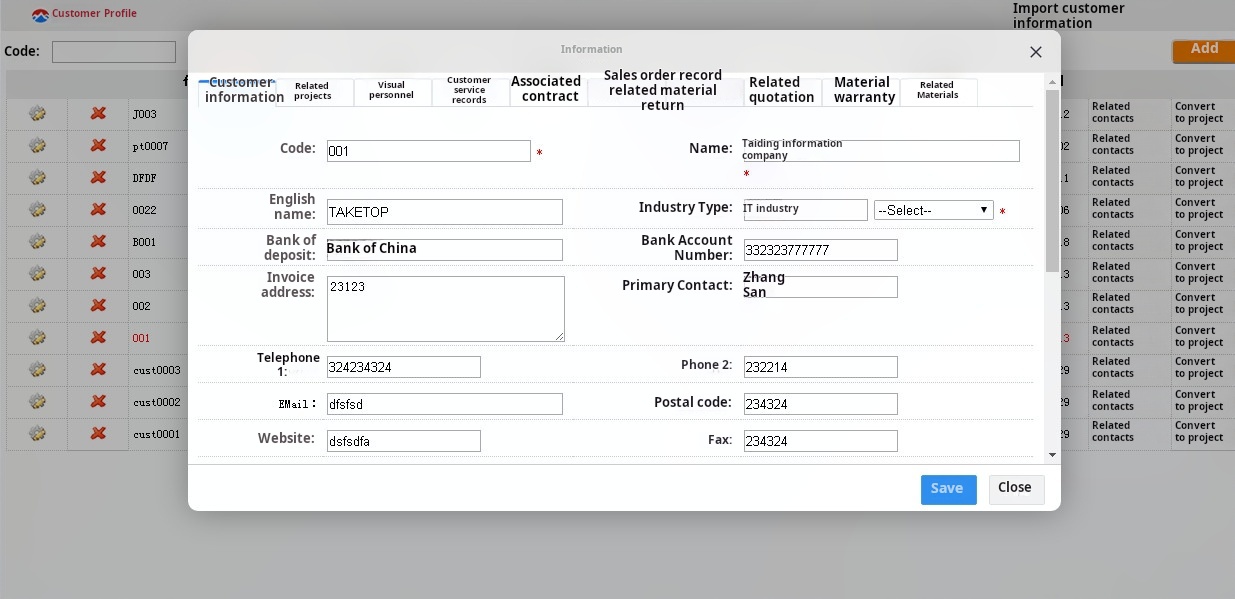 Customer Profile
Import customer
information
Code:
Add
Information
Customer
information
Related
projects
Visual
personnel
Customer
service
records
Associated
contract
Sales order record
related material
return
Related
quotation
Material
warranty
Related
Materials
Code:
001
*
Name:
Taiding information
company
*
English
name:
TAKETOP
Industry Type:
IT industry
--Select--
*
Bank of
deposit:
Bank of China
Bank Account
Number:
332323777777
Invoice
address:
23123
Primary Contact:
Zhang
San
Telephone
1:
324234324
Phone 2:
232214
EMail:
dfsfsd
Postal code:
234324
Website:
dsfsdfa
Fax:
234324
Save
Close
J003
Related
contacts
Convert
to project
pt0007
Related
contacts
Convert
to project
DFDF
Related
contacts
Convert
to project
0022
Related
contacts
Convert
to project
B001
Related
contacts
Convert
to project
003
Related
contacts
Convert
to project
002
Related
contacts
Convert
to project
001
Related
contacts
Convert
to project
cust0003
Related
contacts
Convert
to project
cust0002
Related
contacts
Convert
to project
cust0001
Related
contacts
Convert
to project